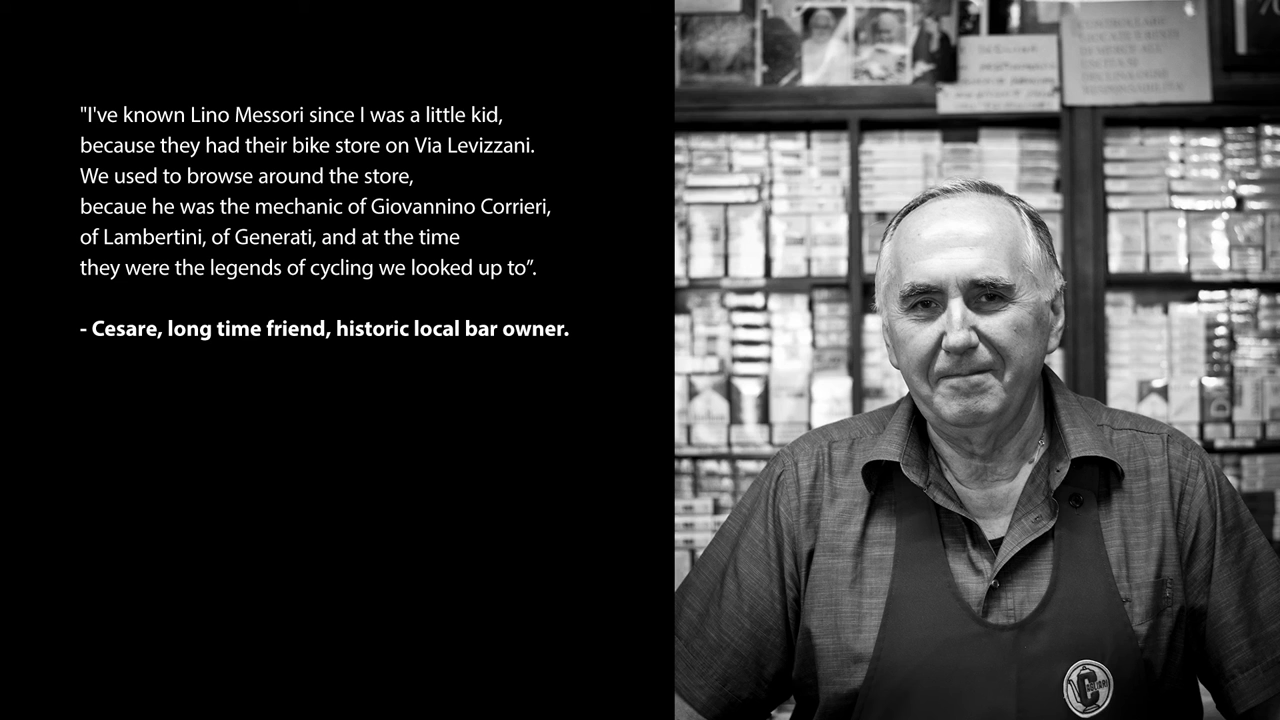 "I've known Lino Messori since I was a little kid,
because they had their bike store on Via Levizzani.
We used to browse around the store,
becaue he was the mechanic of Giovannino Corrieri,
of Lambertini, of Generati, and at the time
they were the legends of cycling we looked up to”.
- Cesare, long time friend, historic local bar owner.
CONTROLLARE